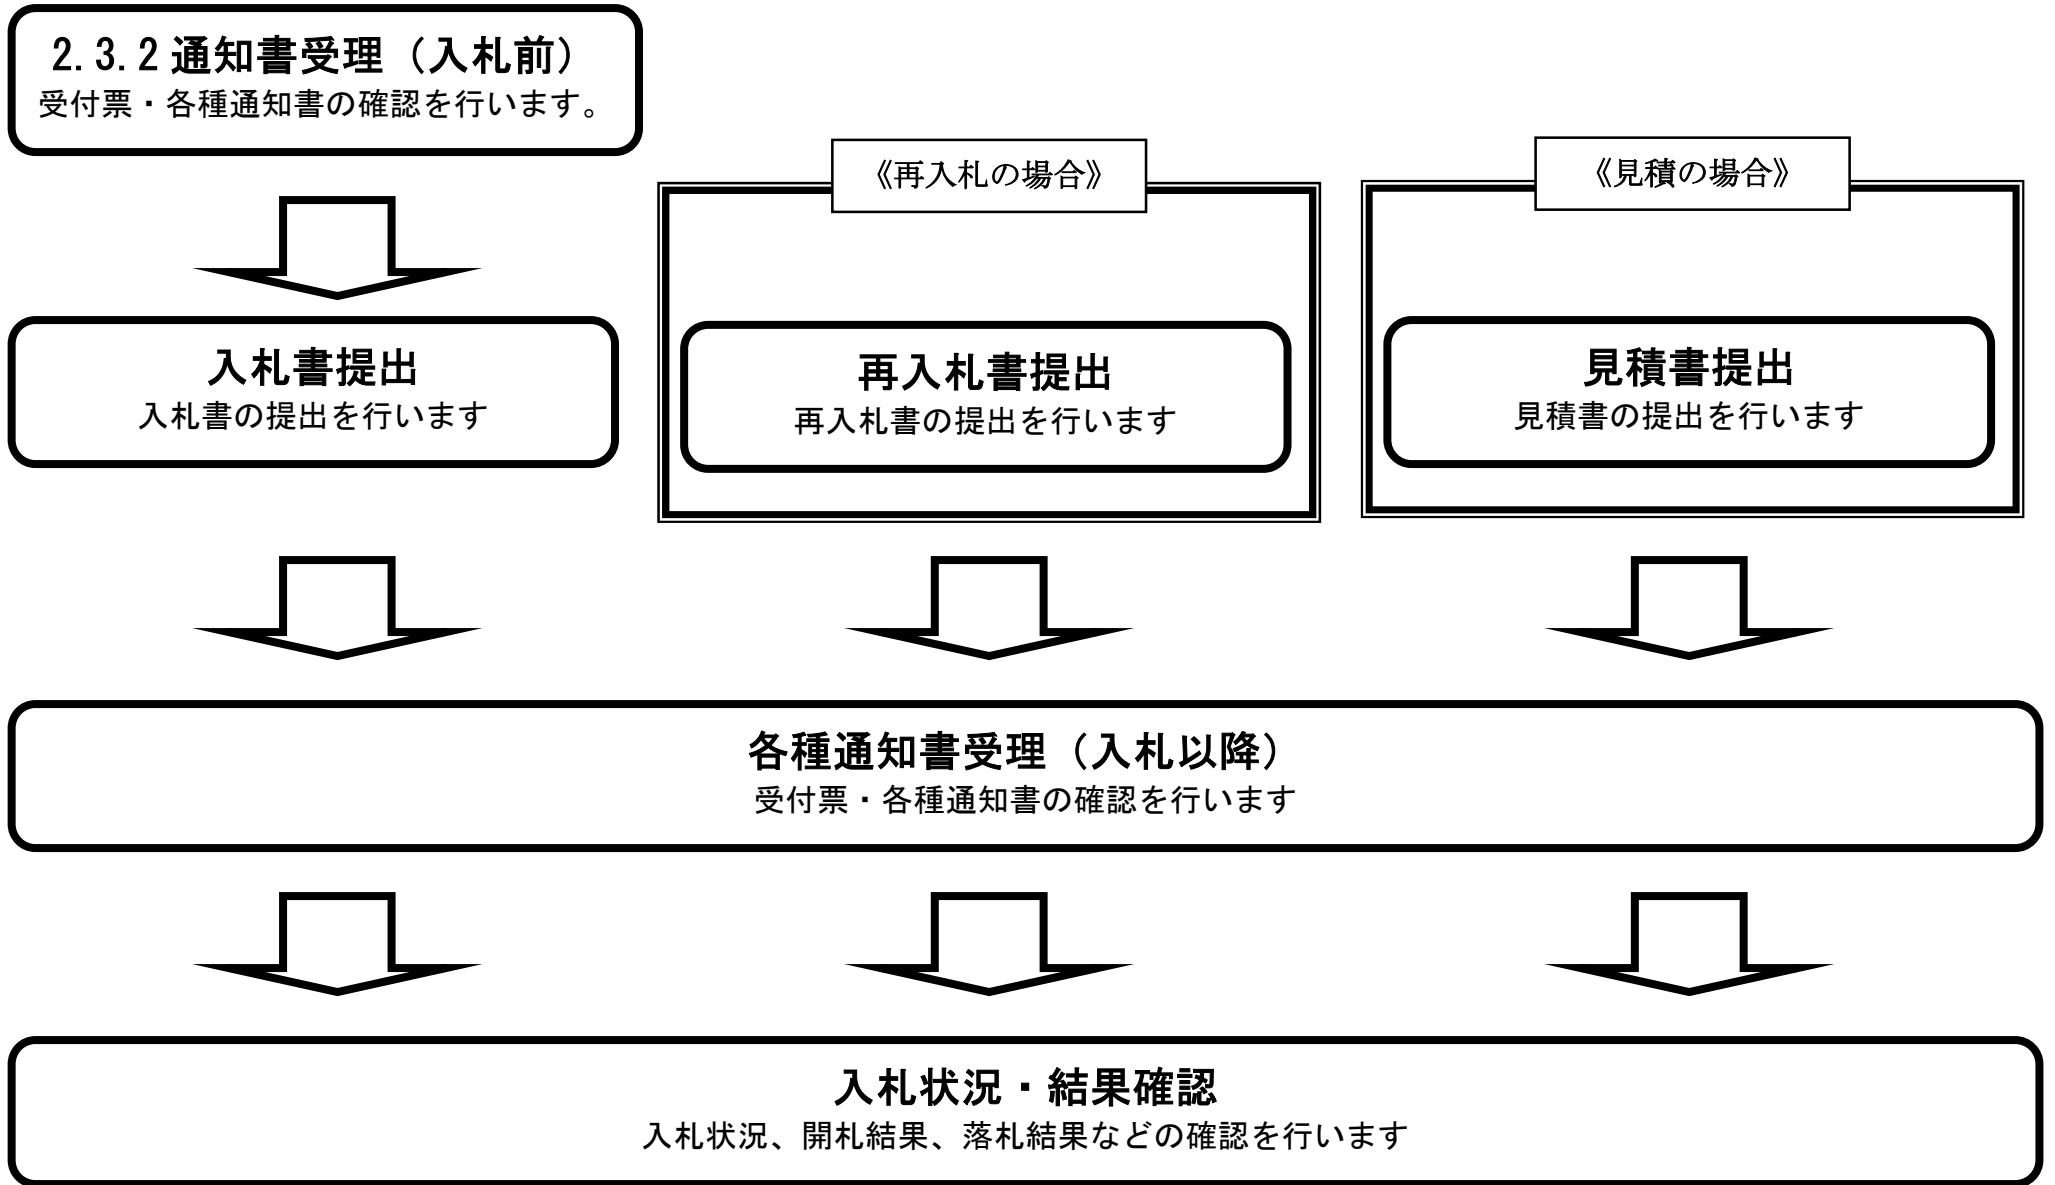 2.3.2 通知書受理（入札前）
受付票・各種通知書の確認を行います。
《再入札の場合》
《見積の場合》
入札書提出
入札書の提出を行います
再入札書提出
再入札書の提出を行います
見積書提出
見積書の提出を行います
各種通知書受理（入札以降）
受付票・各種通知書の確認を行います
入札状況・結果確認
入札状況、開札結果、落札結果などの確認を行います